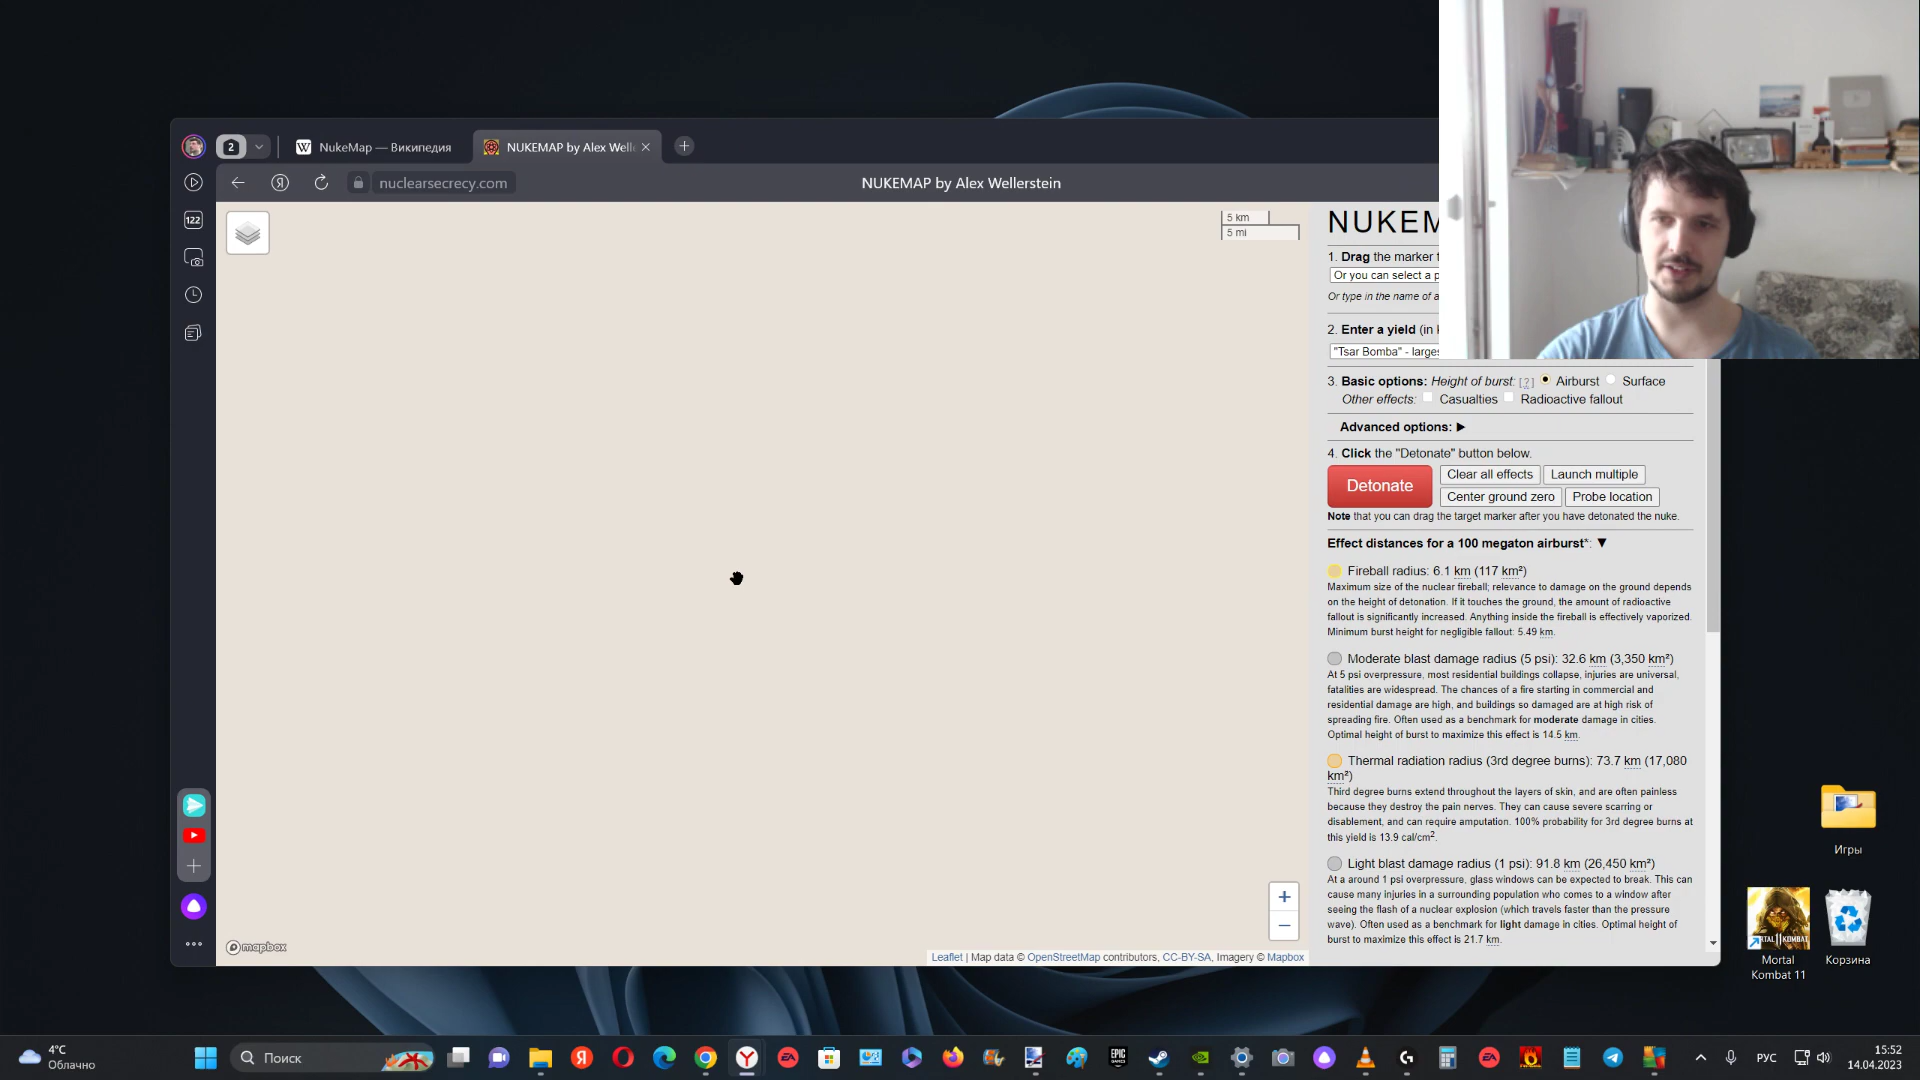 2
NukeMap — Википедия
NUKEMAP by Alex Well
nuclearsecrecy.com
NUKEMAP by Alex Wellerstein
122
5 km
5 mi
NUKEM
1. Drag the marker t
Or you can select a p
Or type in the name of a
2. Enter a yield (in k
"Tsar Bomba" - larges
3. Basic options: Height of burst: [?] Airburst Surface
Other effects: Casualties Radioactive fallout
Advanced options: ▶
4. Click the "Detonate" button below.
Detonate
Clear all effects
Launch multiple
Center ground zero
Probe location
Note that you can drag the target marker after you have detonated the nuke.
Effect distances for a 100 megaton airburst*: ▼
Fireball radius: 6.1 km (117 km²)
Maximum size of the nuclear fireball; relevance to damage on the ground depends
on the height of detonation. If it touches the ground, the amount of radioactive
fallout is significantly increased. Anything inside the fireball is effectively vaporized.
Minimum burst height for negligible fallout: 5.49 km.
Moderate blast damage radius (5 psi): 32.6 km (3,350 km²)
At 5 psi overpressure, most residential buildings collapse, injuries are universal,
fatalities are widespread. The chances of a fire starting in commercial and
residential damage are high, and buildings so damaged are at high risk of
spreading fire. Often used as a benchmark for moderate damage in cities.
Optimal height of burst to maximize this effect is 14.5 km.
Thermal radiation radius (3rd degree burns): 73.7 km (17,080
km²)
Third degree burns extend throughout the layers of skin, and are often painless
because they destroy the pain nerves. They can cause severe scarring or
disablement, and can require amputation. 100% probability for 3rd degree burns at
this yield is 13.9 cal/cm².
Light blast damage radius (1 psi): 91.8 km (26,450 km²)
At a around 1 psi overpressure, glass windows can be expected to break. This can
cause many injuries in a surrounding population who comes to a window after
seeing the flash of a nuclear explosion (which travels faster than the pressure
wave). Often used as a benchmark for light damage in cities. Optimal height of
burst to maximize this effect is 21.7 km.
mapbox
Leaflet | Map data © OpenStreetMap contributors, CC-BY-SA, Imagery © Mapbox
Игры
Mortal
Kombat 11
Корзина
4°C
Облачно
Поиск
EPIC
GAMES
РУС
15:52
14.04.2023